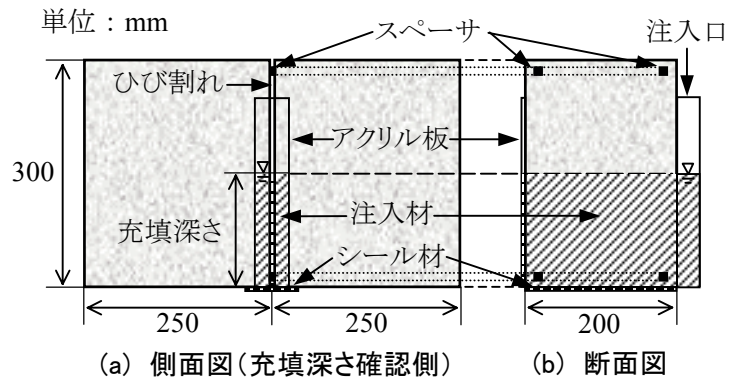 単位：mm
スペーサ
注入口
ひび割れ
アクリル板
300
充填深さ
注入材
シール材
250
250
200
(a) 側面図(充填深さ確認側)
(b) 断面図